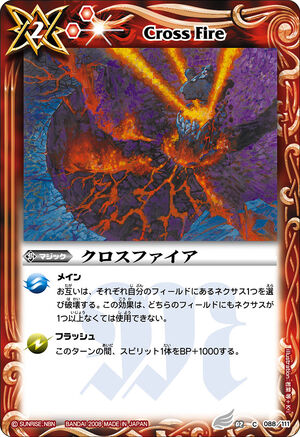 2
Cross Fire
マジック
クロスファイア
メイン
お互いは、それぞれ自分のフィールドにあるネクサス1つを選
び破壊する。この効果は、どちらのフィールドにもネクサスが
1つ以上なくては使用できない。
フラッシュ
このターンの間、スピリット1体をBP+1000する。
©SUNRISE.NBN BANDAI 2008 MADE IN JAPAN
02 C 088/111